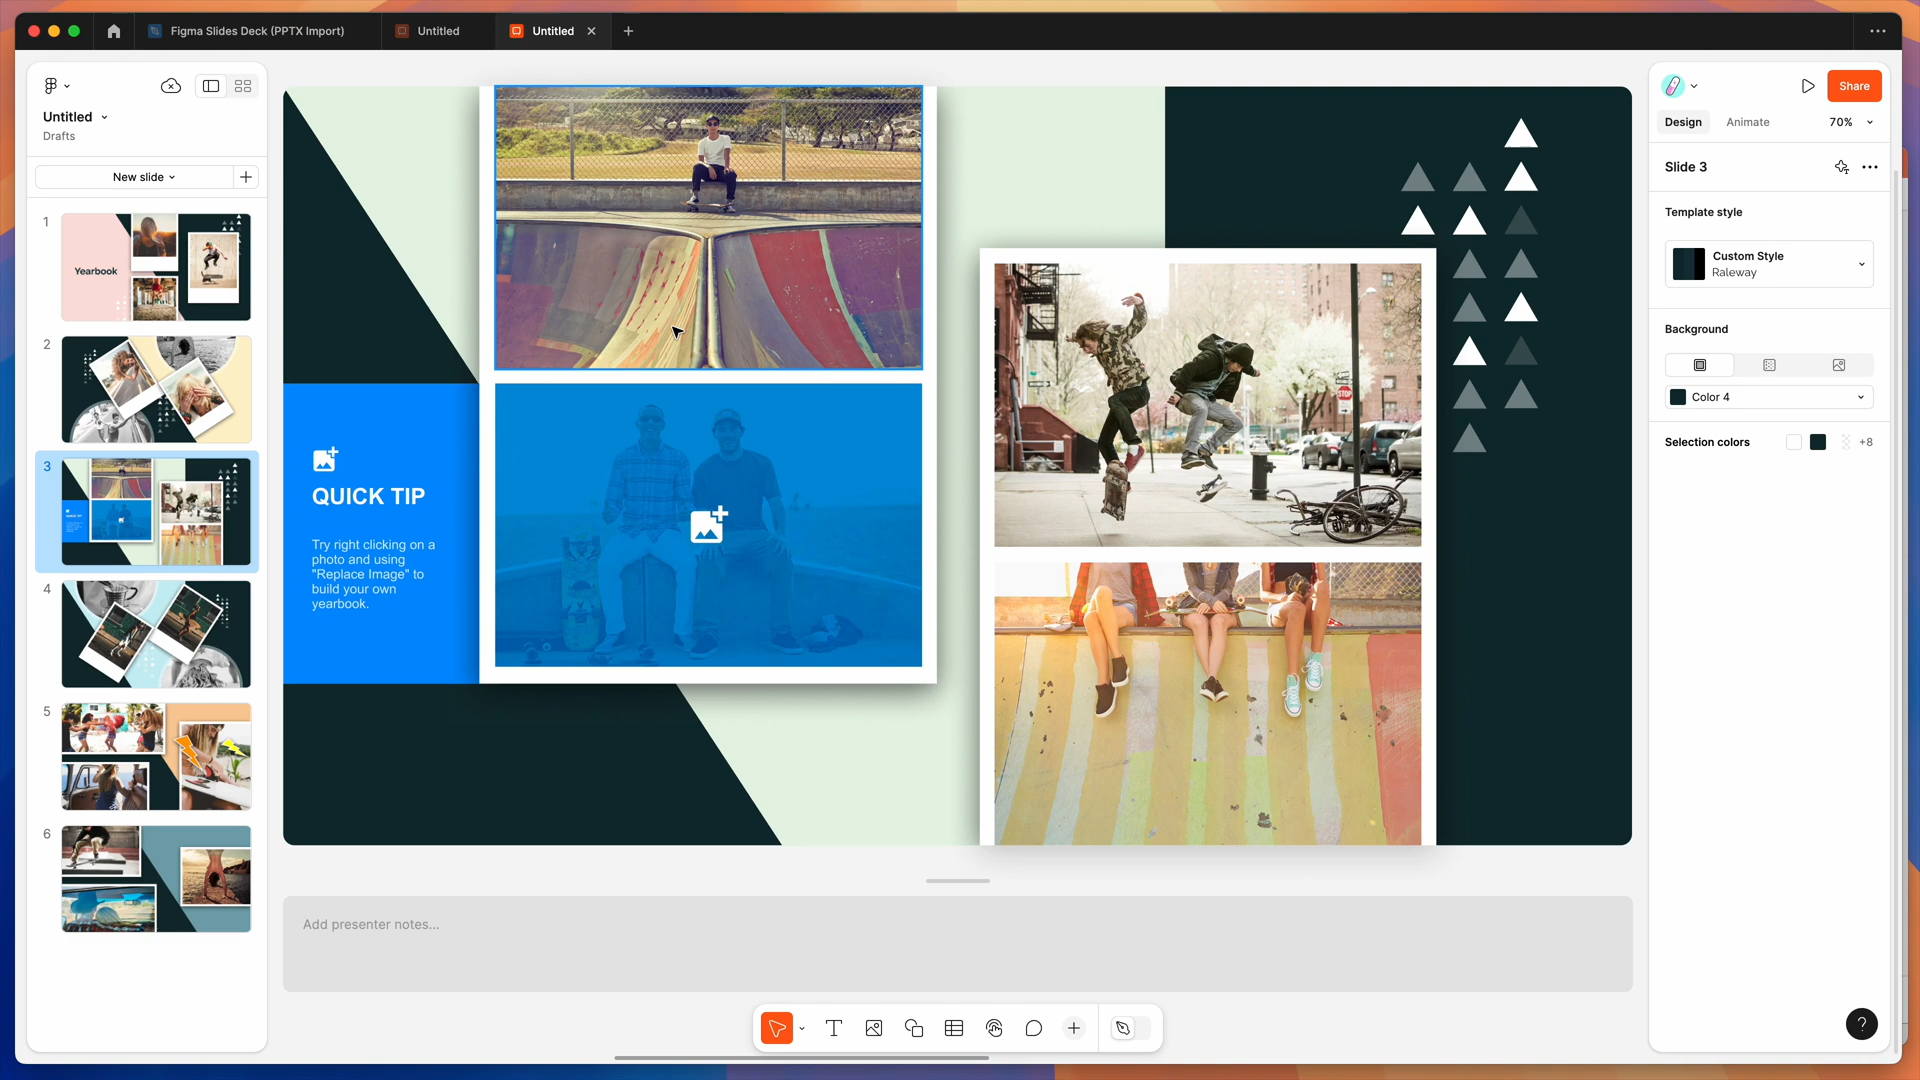 Figma Slides Deck (PPTX Import)
Untitled
Untitled
Untitled
Drafts
New slide
1
Yearbook
2
3
4
5
6
QUICK TIP
Try right clicking on a
photo and using
"Replace Image" to
build your own
yearbook.
STOP
Add presenter notes...
Share
Design
Animate
70%
Slide 3
Template style
Custom Style
Raleway
Background
Color 4
Selection colors
+8
?